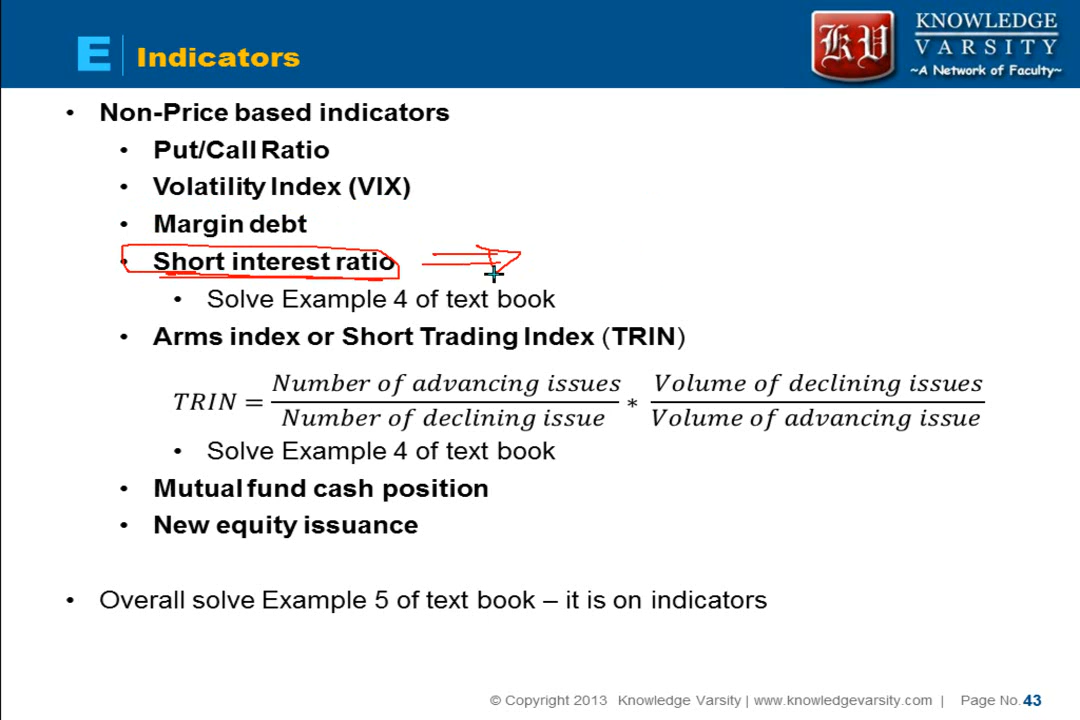 E Indicators
KV KNOWLEDGE
VARSITY
~A Network of Faculty~
• Non-Price based indicators
• Put/Call Ratio
• Volatility Index (VIX)
• Margin debt
• Short interest ratio
• Solve Example 4 of text book
• Arms index or Short Trading Index (TRIN)
TRIN = Number of advancing issues / Number of declining issue * Volume of declining issues / Volume of advancing issue
• Solve Example 4 of text book
• Mutual fund cash position
• New equity issuance
• Overall solve Example 5 of text book – it is on indicators
© Copyright 2013 Knowledge Varsity | www.knowledgevarsity.com | Page No. 43